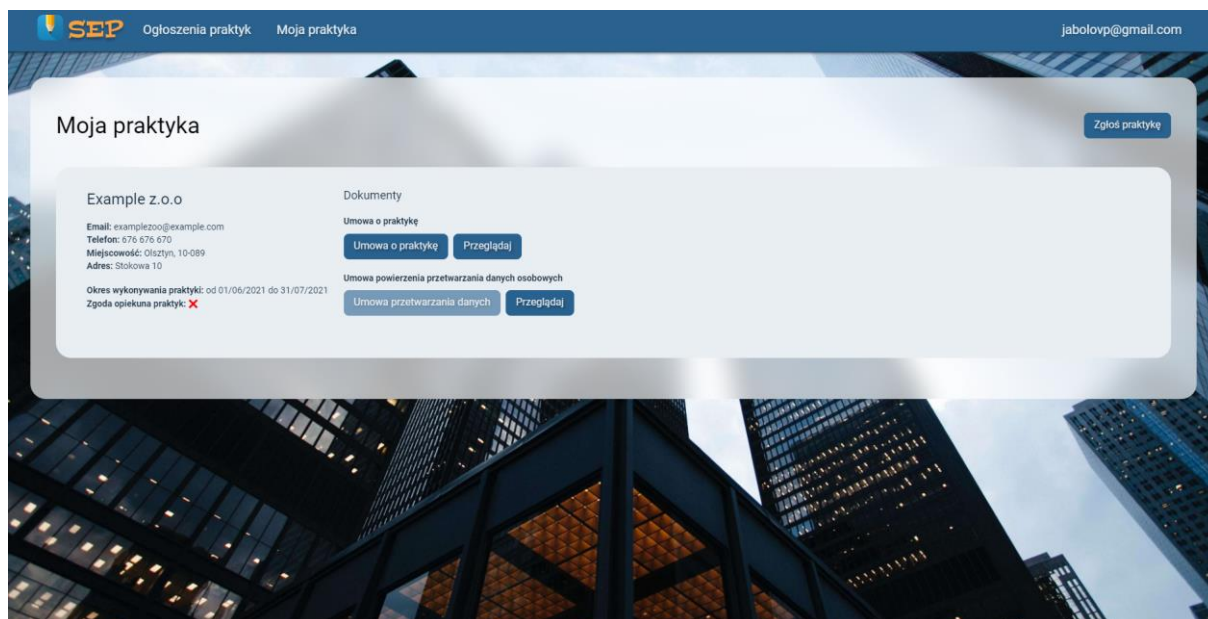 SEP Ogłoszenia praktyk Moja praktyka jabolovp@gmail.com
Moja praktyka
Zgłoś praktykę
Example z.o.o
Email: examplezoo@example.com
Telefon: 676 676 670
Miejscowość: Olsztyn, 10-089
Adres: Stokowa 10
Okres wykonywania praktyki: od 01/06/2021 do 31/07/2021
Zgoda opiekuna praktyk: ❌
Dokumenty
Umowa o praktykę
Umowa o praktykę Przeglądaj
Umowa powierzenia przetwarzania danych osobowych
Umowa przetwarzania danych Przeglądaj